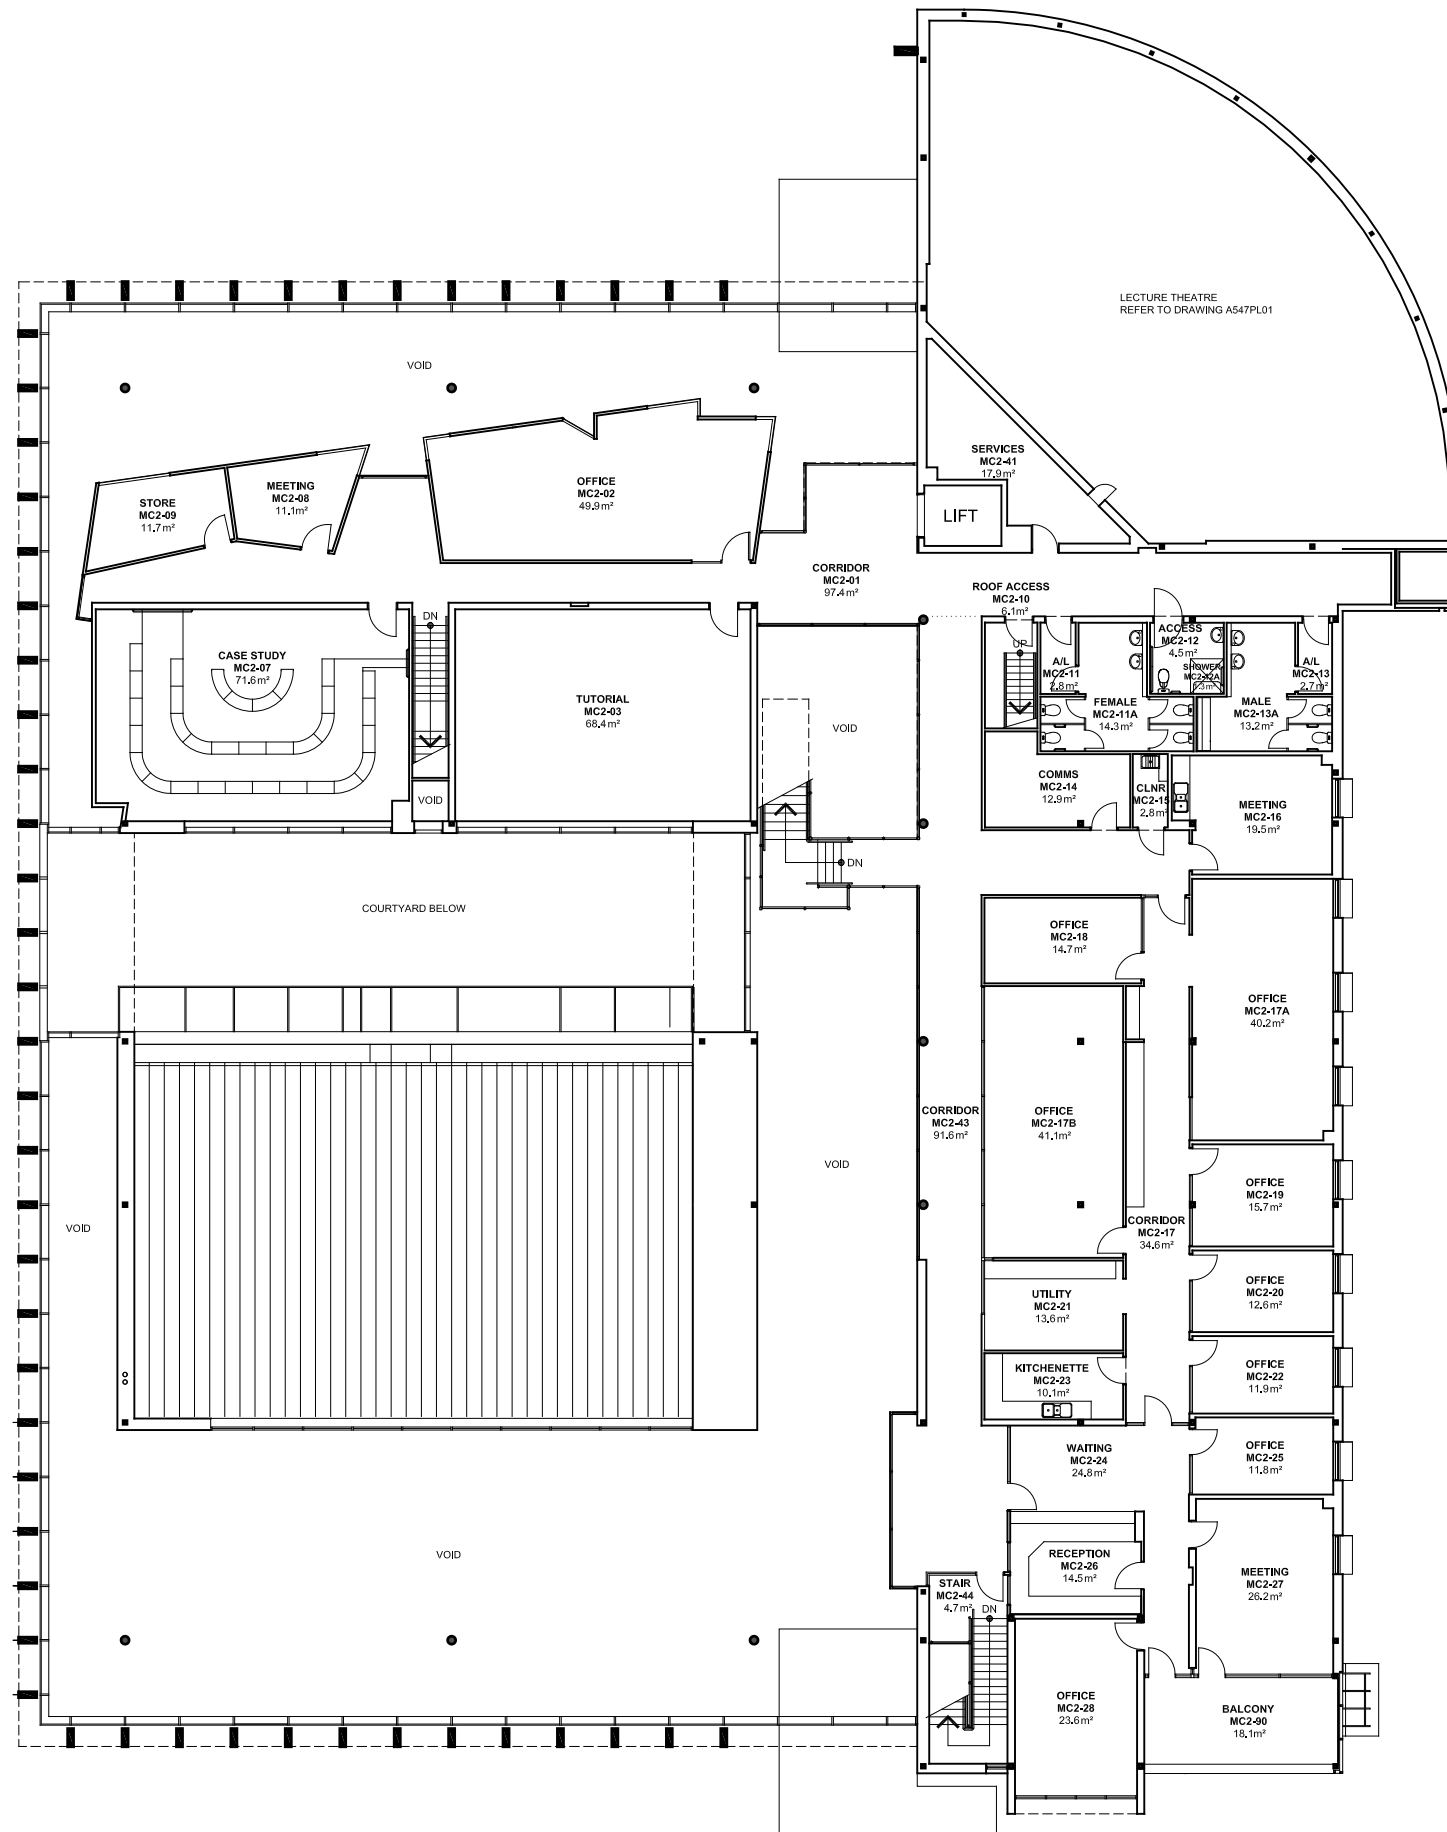 LECTURE THEATRE
REFER TO DRAWING A547PL01
VOID
SERVICES
MC2-41
17.9m²
LIFT
OFFICE
MC2-02
49.9m²
MEETING
MC2-08
11.1m²
STORE
MC2-09
11.7m²
CORRIDOR
MC2-01
97.4m²
ROOF ACCESS
MC2-10
6.1m²
DN
UP
ACCESS
MC2-12
4.5m²
SHOWER
MC2-12A
A/L
MC2-11
2.8m²
A/L
MC2-13
2.7m²
CASE STUDY
MC2-07
71.6m²
TUTORIAL
MC2-03
68.4m²
FEMALE
MC2-11A
14.3m²
MALE
MC2-13A
13.2m²
VOID
VOID
COMMS
MC2-14
12.9m²
CLNR
MC2-15
2.8m²
MEETING
MC2-16
19.5m²
DN
COURTYARD BELOW
OFFICE
MC2-18
14.7m²
OFFICE
MC2-17A
40.2m²
CORRIDOR
MC2-43
91.6m²
OFFICE
MC2-17B
41.1m²
VOID
OFFICE
MC2-19
15.7m²
VOID
CORRIDOR
MC2-17
34.6m²
OFFICE
MC2-20
12.6m²
UTILITY
MC2-21
13.6m²
OFFICE
MC2-22
11.9m²
KITCHENETTE
MC2-23
10.1m²
WAITING
MC2-24
24.8m²
OFFICE
MC2-25
11.8m²
VOID
RECEPTION
MC2-26
14.5m²
MEETING
MC2-27
26.2m²
STAIR
MC2-44
4.7m²
DN
OFFICE
MC2-28
23.6m²
BALCONY
MC2-90
18.1m²